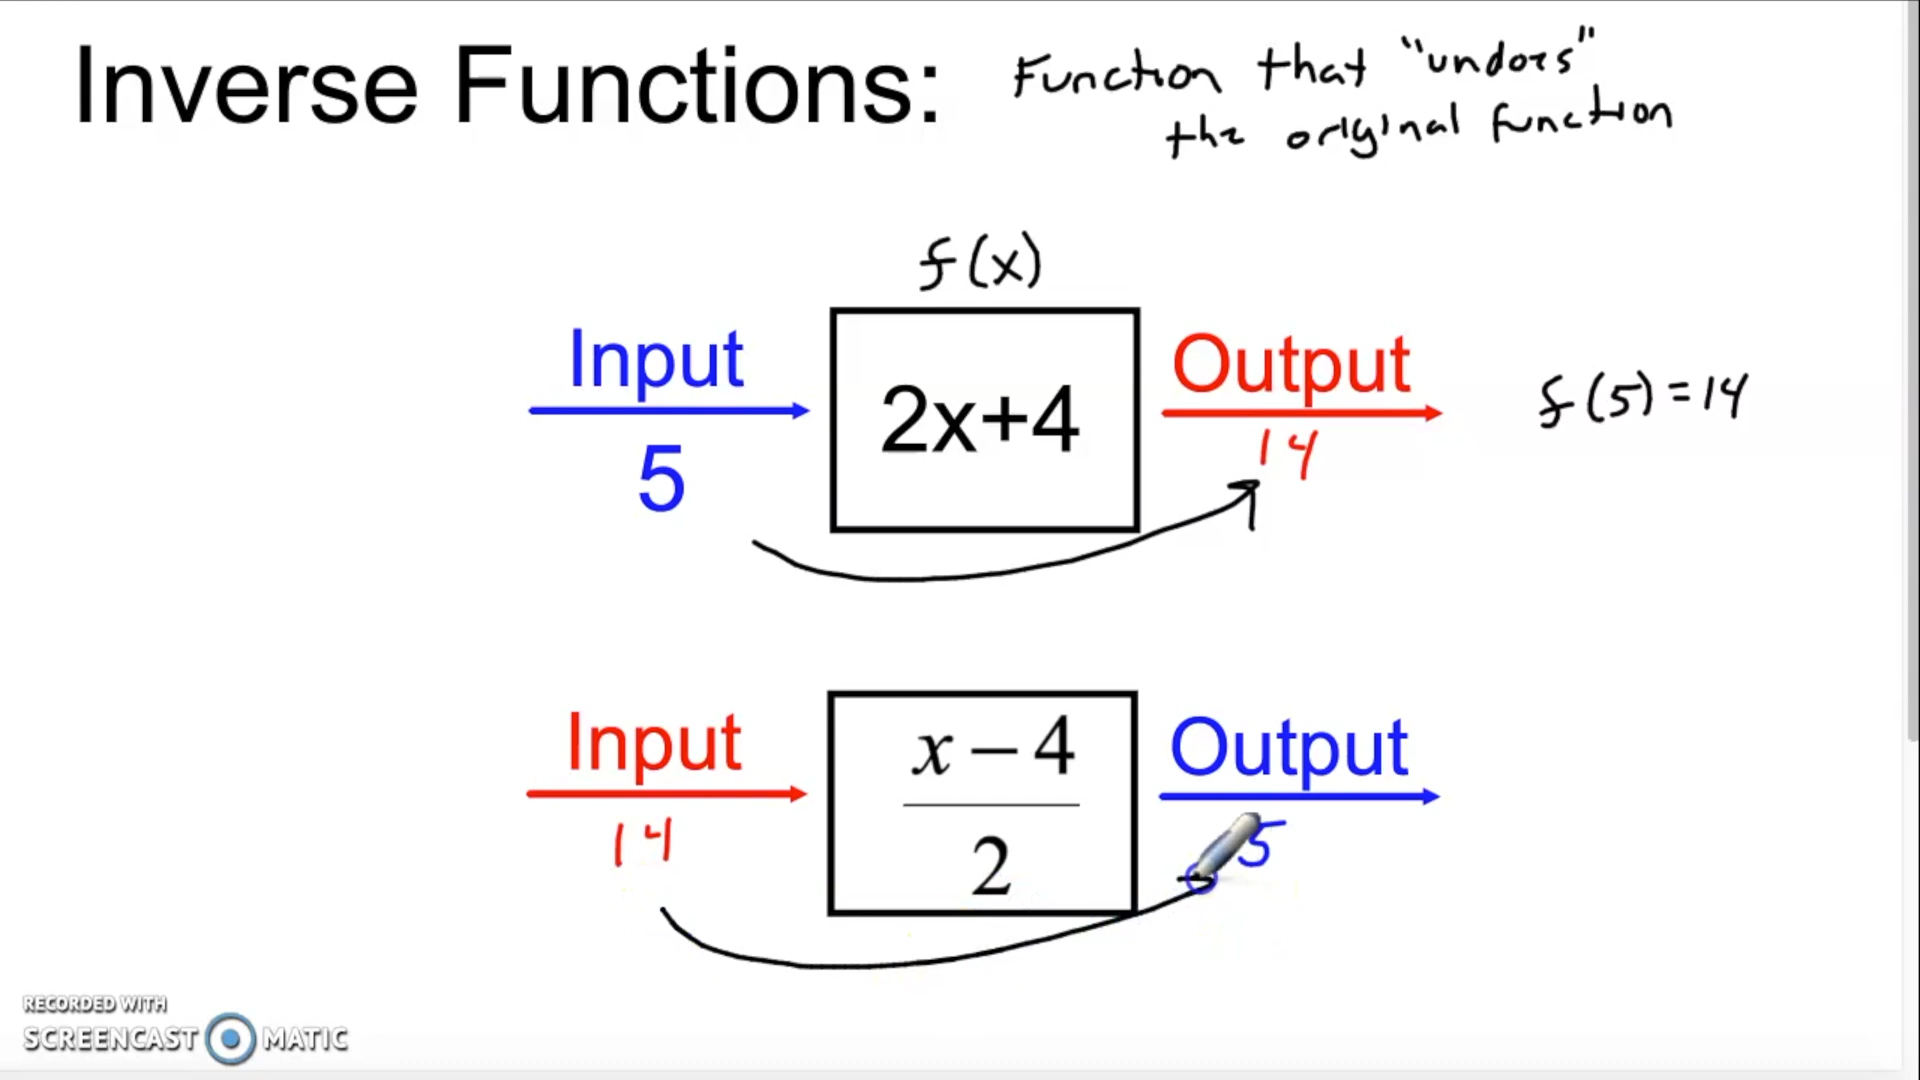 Inverse Functions:
Function that "undoes"
the original function
f(x)
Input
2x+4
Output
5
14
f(5)=14
Input
x – 4
2
Output
14
5
RECORDED WITH
SCREENCAST MATIC